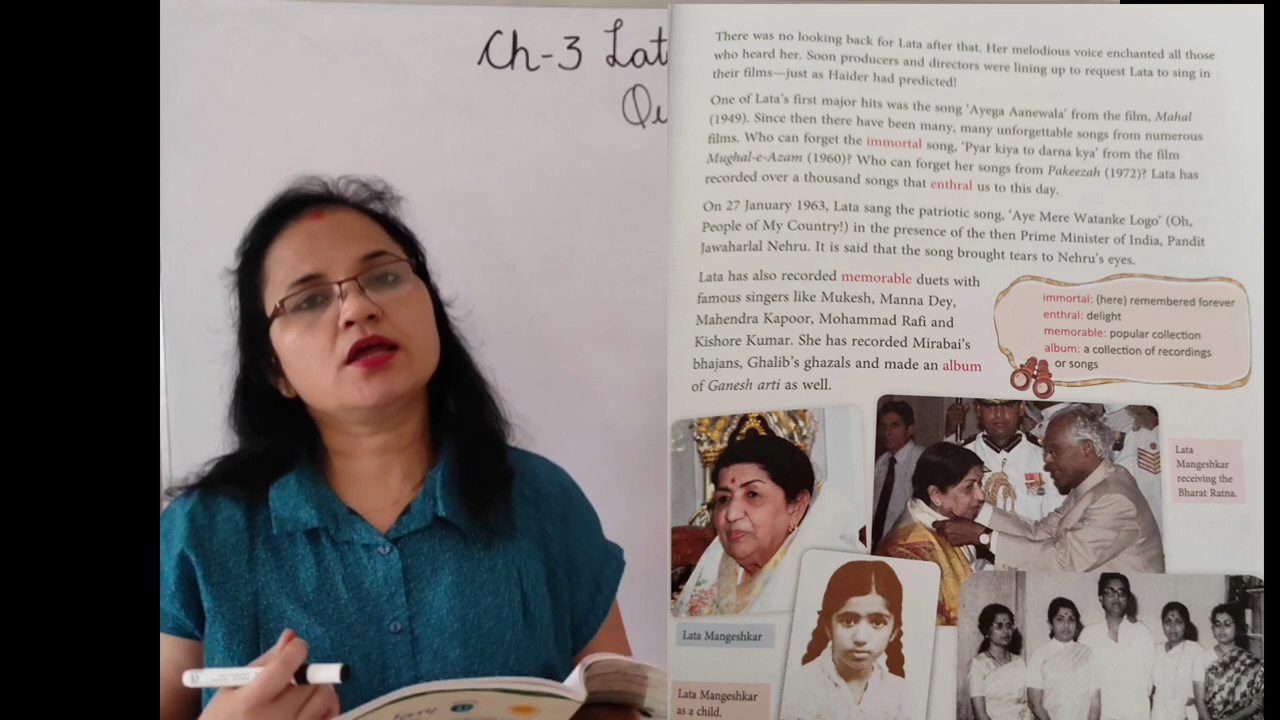 Ch-3 Lat
Qu
There was no looking back for Lata after that. Her melodious voice enchanted all those
who heard her. Soon producers and directors were lining up to request Lata to sing in
their films—just as Haider had predicted!
One of Lata's first major hits was the song 'Ayega Aanewala' from the film, Mahal
(1949). Since then there have been many, many unforgettable songs from numerous
films. Who can forget the immortal song, 'Pyar kiya to darna kya' from the film
Mughal-e-Azam (1960)? Who can forget her songs from Pakeezah (1972)? Lata has
recorded over a thousand songs that enthral us to this day.
On 27 January 1963, Lata sang the patriotic song, 'Aye Mere Watanke Logo' (Oh,
People of My Country!) in the presence of the then Prime Minister of India, Pandit
Jawaharlal Nehru. It is said that the song brought tears to Nehru's eyes.
Lata has also recorded memorable duets with
famous singers like Mukesh, Manna Dey,
Mahendra Kapoor, Mohammad Rafi and
Kishore Kumar. She has recorded Mirabai's
bhajans, Ghalib's ghazals and made an album
of Ganesh arti as well.
immortal: (here) remembered forever
enthral: delight
memorable: popular collection
album: a collection of recordings
or songs
Lata
Mangeshkar
receiving the
Bharat Ratna.
Lata Mangeshkar
Lata Mangeshkar
as a child.